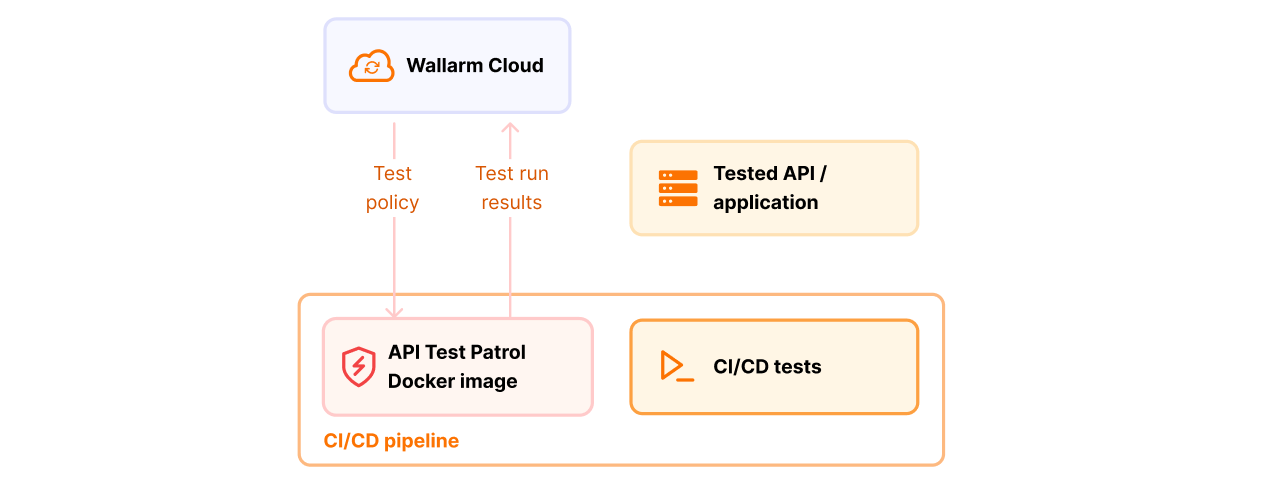 Wallarm Cloud
Test
policy
Test run
results
Tested API /
application
API Test Patrol
Docker image
CI/CD tests
CI/CD pipeline